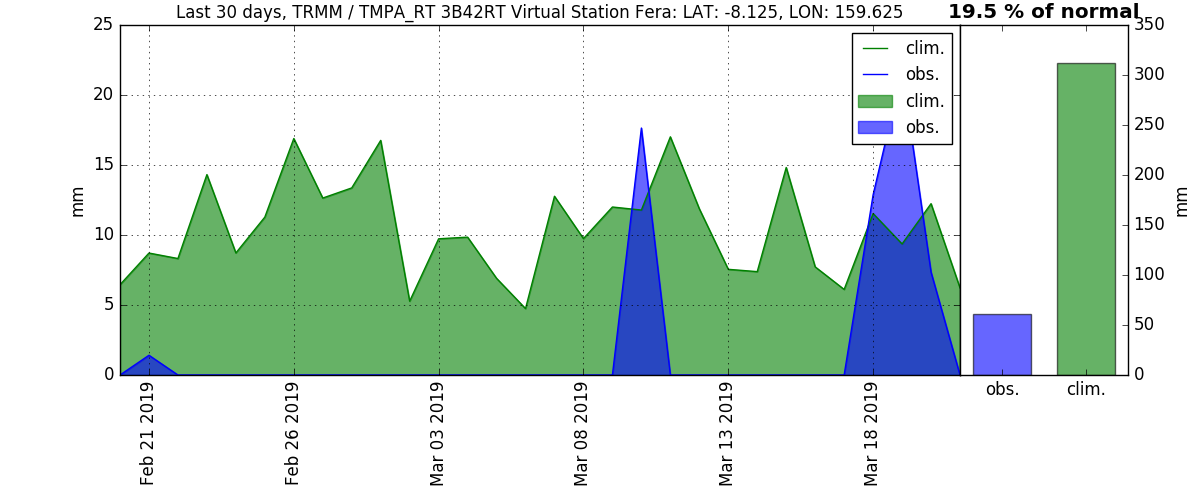 Last 30 days, TRMM / TMPA_RT 3B42RT Virtual Station Fera: LAT: -8.125, LON: 159.625
19.5 % of normal
25
20
15
10
5
0
mm
clim.
obs.
clim.
obs.
Feb 21 2019
Feb 26 2019
Mar 03 2019
Mar 08 2019
Mar 13 2019
Mar 18 2019
350
300
250
200
150
100
50
0
mm
obs.
clim.